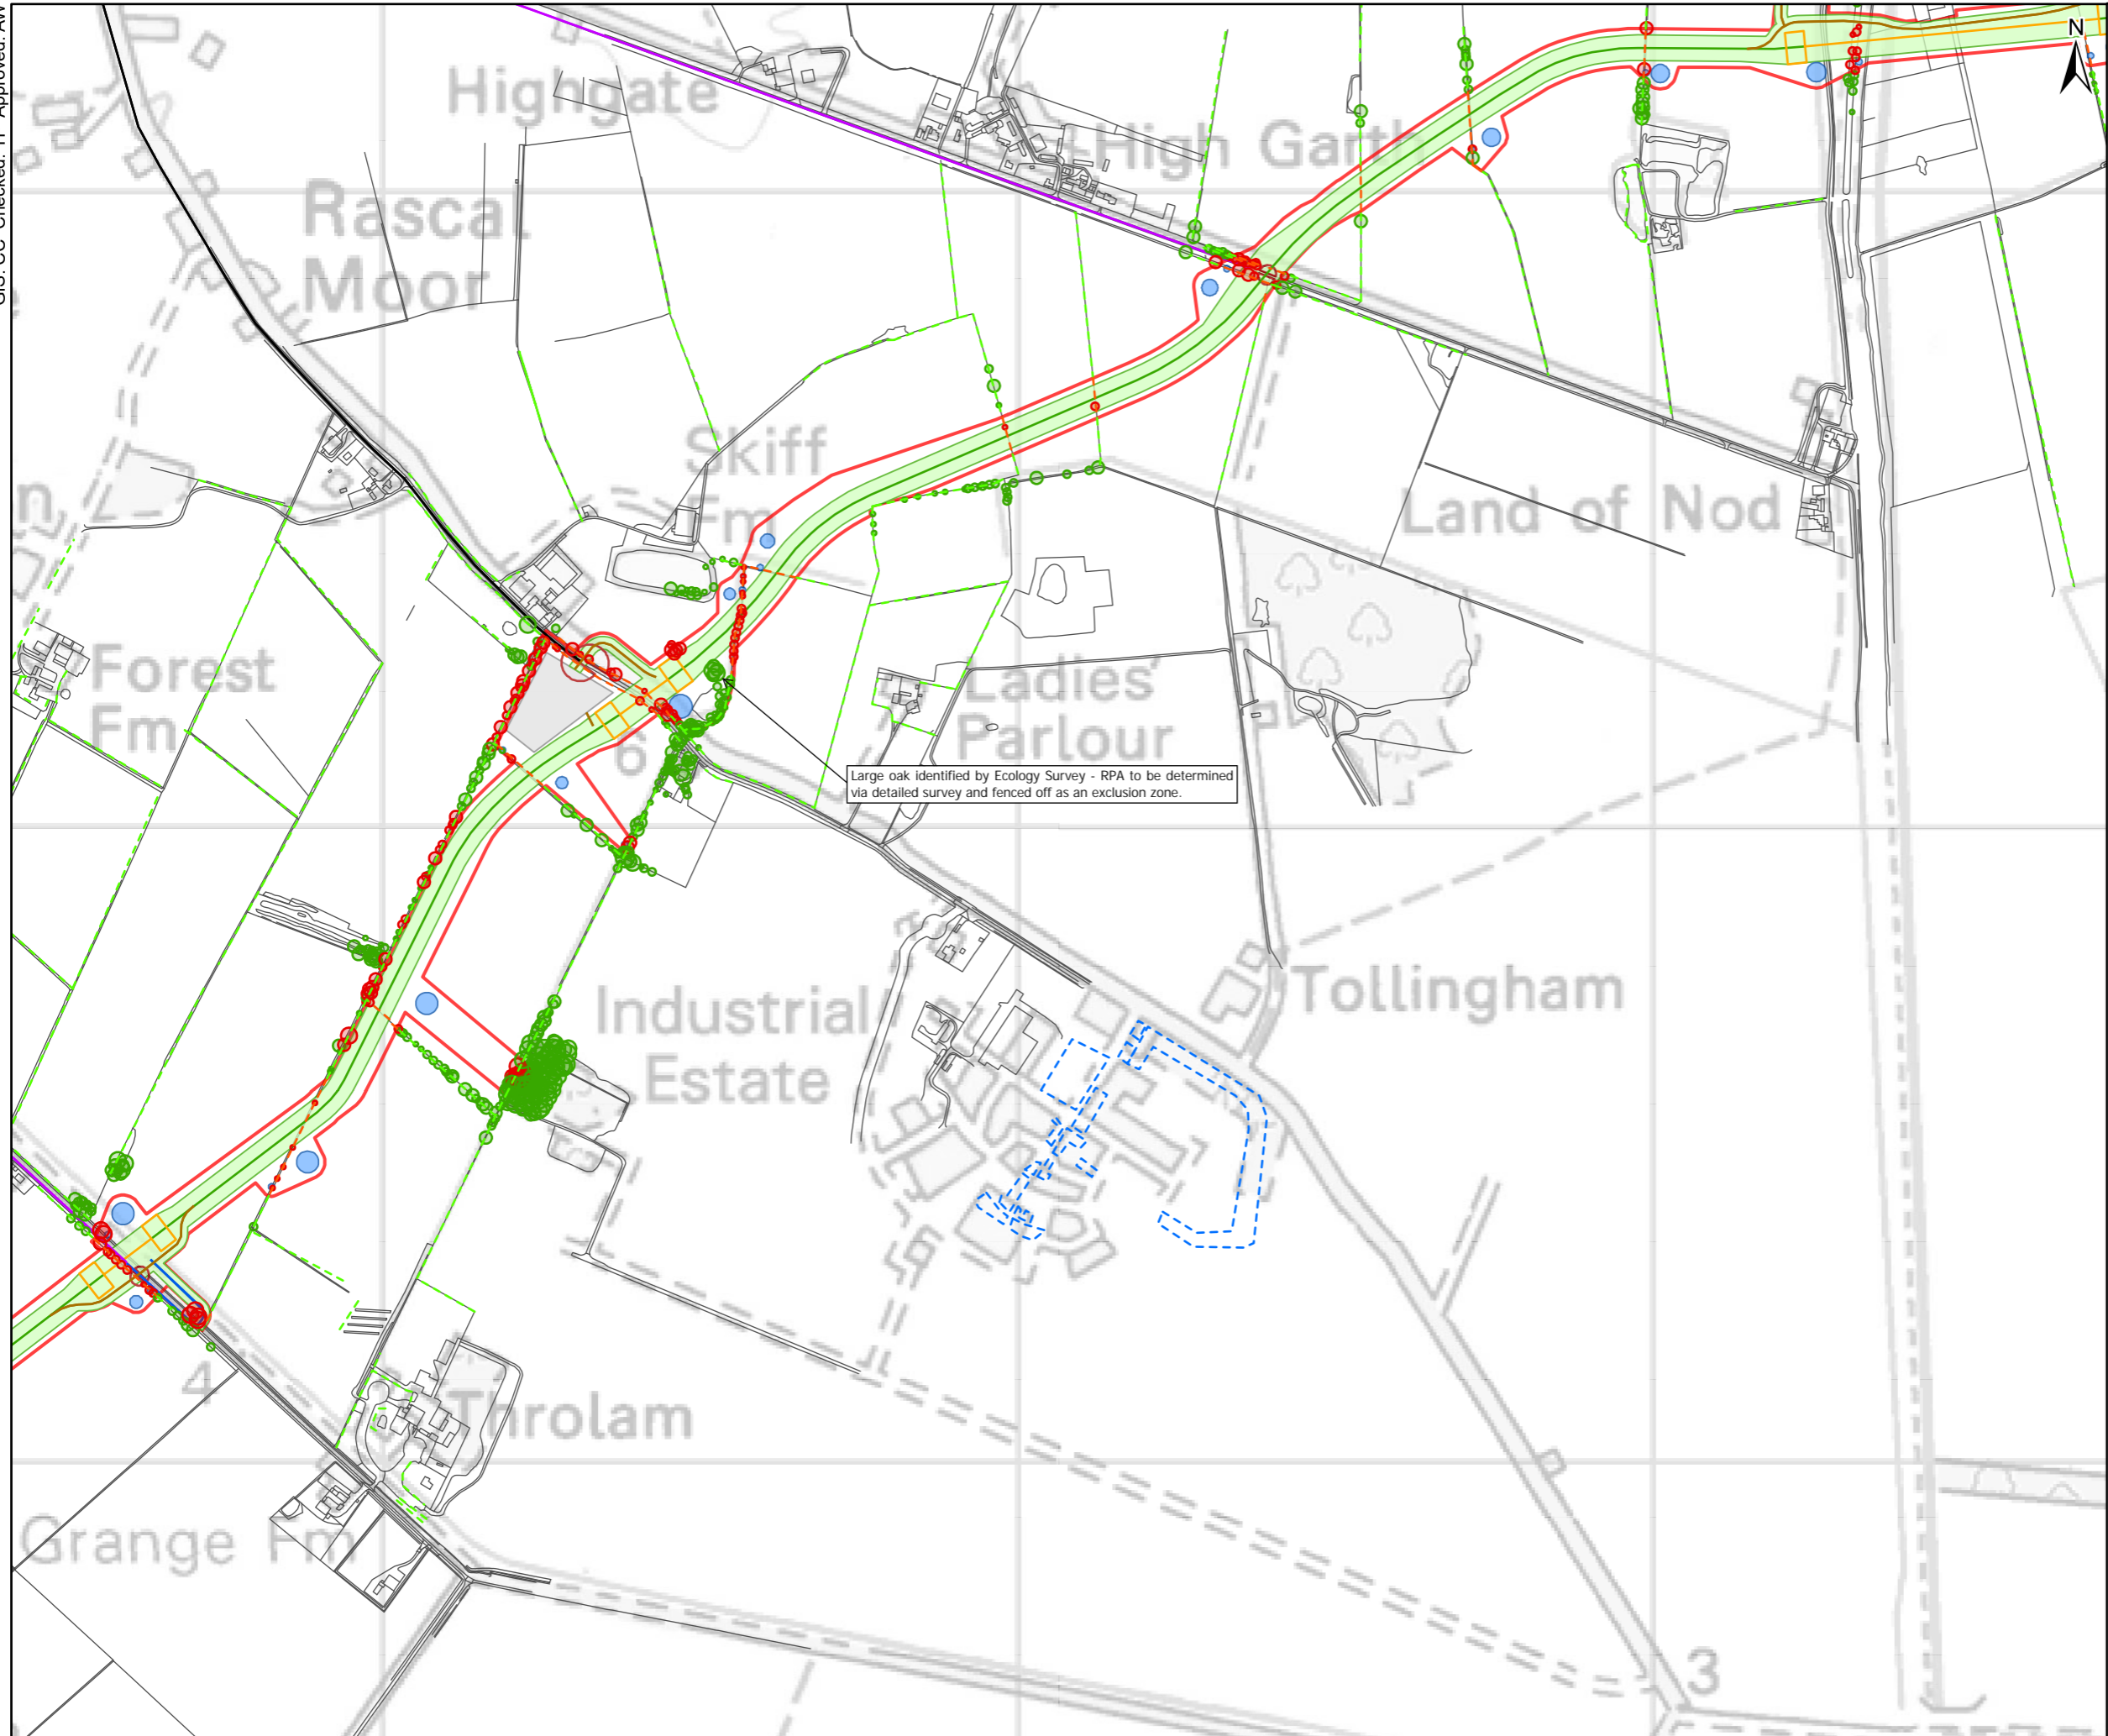 N
Highgate
High Garth
Rascal
Moor
Skiff
Fm
Land of Nod
Forest
Fm
Ladies'
Parlour
6
Large oak identified by Ecology Survey - RPA to be determined
via detailed survey and fenced off as an exclusion zone.
Industrial
Estate
Tollingham
4
Throlam
Grange Fm
3